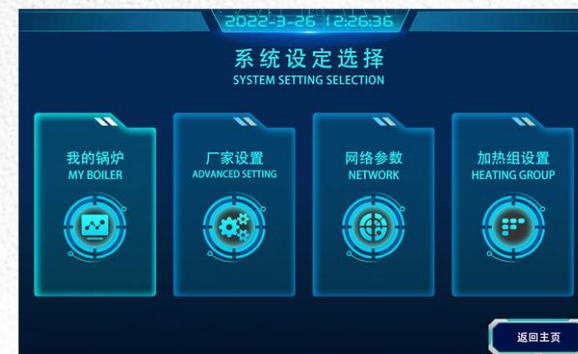 2022-3-26 12:26:36
系统设定选择
SYSTEM SETTING SELECTION
我的锅炉
MY BOILER
厂家设置
ADVANCED SETTING
网络参数
NETWORK
加热组设置
HEATING GROUP
返回主页